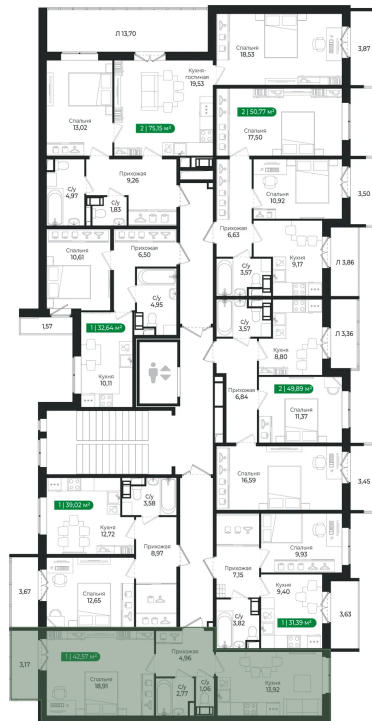 Л 13,70
Спальня
18,53
3,87
Кухня-
гостиная
19,53
Спальня
13,02
2 | 75,15 м²
2 | 50,77 м²
Спальня
17,50
С/у
4,97
С/у
1,83
Прихожая
9,26
Спальня
10,92
3,50
Прихожая
6,63
Спальня
10,61
Прихожая
6,50
С/у
3,57
Кухня
9,17
Л 3,86
С/у
4,95
1,57
1 | 32,64 м²
С/у
3,57
Кухня
8,80
Л 3,36
Кухня
10,11
Прихожая
6,84
2 | 49,89 м²
Спальня
11,37
Спальня
16,59
3,45
1 | 39,02 м²
Кухня
12,72
С/у
3,58
Прихожая
8,97
Спальня
9,93
Прихожая
7,15
Кухня
9,40
3,67
Спальня
12,65
С/у
3,82
1 | 31,39 м²
3,63
3,17
1 | 42,57 м²
Спальня
18,91
Прихожая
4,96
С/у
2,77
С/у
1,06
Кухня
13,92